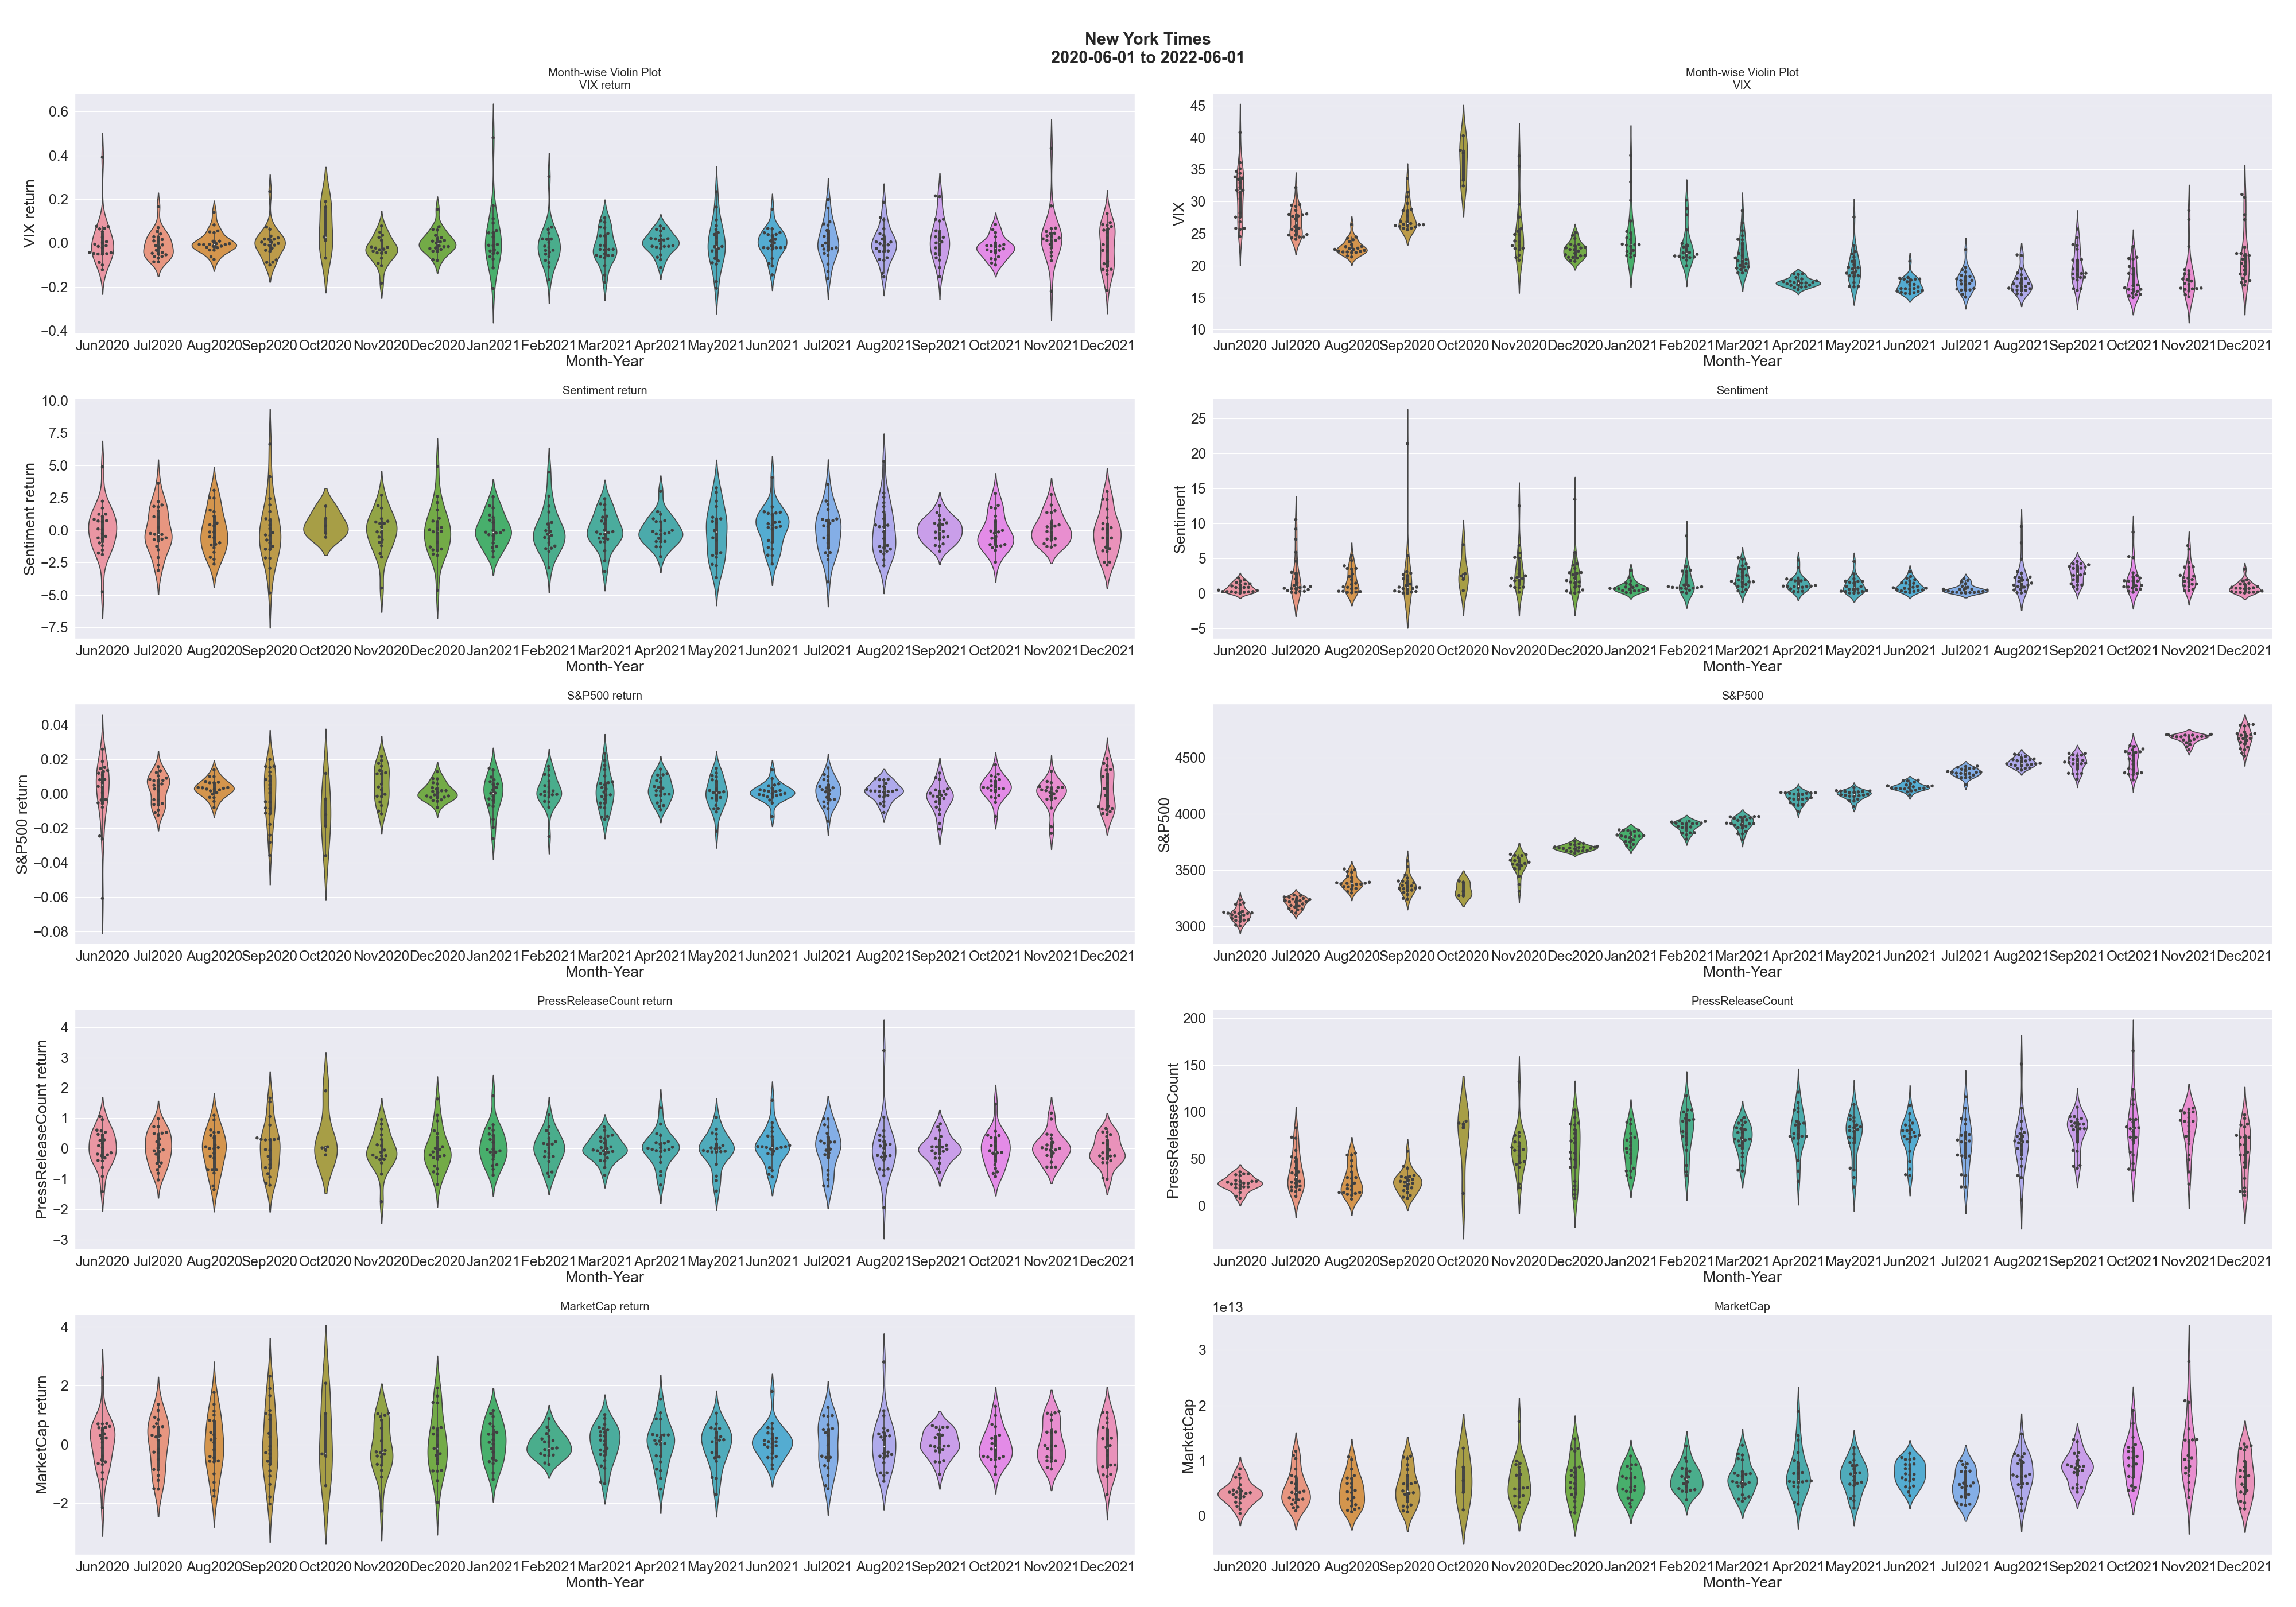 New York Times
2020-06-01 to 2022-06-01
Month-wise Violin Plot
VIX return
VIX return
0.6
0.4
0.2
0.0
−0.2
−0.4
Jun2020 Jul2020 Aug2020 Sep2020 Oct2020 Nov2020 Dec2020 Jan2021 Feb2021 Mar2021 Apr2021 May2021 Jun2021 Jul2021 Aug2021 Sep2021 Oct2021 Nov2021 Dec2021
Month-Year
Month-wise Violin Plot
VIX
VIX
45
40
35
30
25
20
15
10
Jun2020 Jul2020 Aug2020 Sep2020 Oct2020 Nov2020 Dec2020 Jan2021 Feb2021 Mar2021 Apr2021 May2021 Jun2021 Jul2021 Aug2021 Sep2021 Oct2021 Nov2021 Dec2021
Month-Year
Sentiment return
Sentiment return
10.0
7.5
5.0
2.5
0.0
−2.5
−5.0
−7.5
Jun2020 Jul2020 Aug2020 Sep2020 Oct2020 Nov2020 Dec2020 Jan2021 Feb2021 Mar2021 Apr2021 May2021 Jun2021 Jul2021 Aug2021 Sep2021 Oct2021 Nov2021 Dec2021
Month-Year
Sentiment
Sentiment
25
20
15
10
5
0
−5
Jun2020 Jul2020 Aug2020 Sep2020 Oct2020 Nov2020 Dec2020 Jan2021 Feb2021 Mar2021 Apr2021 May2021 Jun2021 Jul2021 Aug2021 Sep2021 Oct2021 Nov2021 Dec2021
Month-Year
S&P500 return
S&P500 return
0.04
0.02
0.00
−0.02
−0.04
−0.06
−0.08
Jun2020 Jul2020 Aug2020 Sep2020 Oct2020 Nov2020 Dec2020 Jan2021 Feb2021 Mar2021 Apr2021 May2021 Jun2021 Jul2021 Aug2021 Sep2021 Oct2021 Nov2021 Dec2021
Month-Year
S&P500
S&P500
4500
4000
3500
3000
Jun2020 Jul2020 Aug2020 Sep2020 Oct2020 Nov2020 Dec2020 Jan2021 Feb2021 Mar2021 Apr2021 May2021 Jun2021 Jul2021 Aug2021 Sep2021 Oct2021 Nov2021 Dec2021
Month-Year
PressReleaseCount return
PressReleaseCount return
4
3
2
1
0
−1
−2
−3
Jun2020 Jul2020 Aug2020 Sep2020 Oct2020 Nov2020 Dec2020 Jan2021 Feb2021 Mar2021 Apr2021 May2021 Jun2021 Jul2021 Aug2021 Sep2021 Oct2021 Nov2021 Dec2021
Month-Year
PressReleaseCount
PressReleaseCount
200
150
100
50
0
Jun2020 Jul2020 Aug2020 Sep2020 Oct2020 Nov2020 Dec2020 Jan2021 Feb2021 Mar2021 Apr2021 May2021 Jun2021 Jul2021 Aug2021 Sep2021 Oct2021 Nov2021 Dec2021
Month-Year
MarketCap return
MarketCap return
4
2
0
−2
Jun2020 Jul2020 Aug2020 Sep2020 Oct2020 Nov2020 Dec2020 Jan2021 Feb2021 Mar2021 Apr2021 May2021 Jun2021 Jul2021 Aug2021 Sep2021 Oct2021 Nov2021 Dec2021
Month-Year
1e13
MarketCap
MarketCap
3
2
1
0
Jun2020 Jul2020 Aug2020 Sep2020 Oct2020 Nov2020 Dec2020 Jan2021 Feb2021 Mar2021 Apr2021 May2021 Jun2021 Jul2021 Aug2021 Sep2021 Oct2021 Nov2021 Dec2021
Month-Year